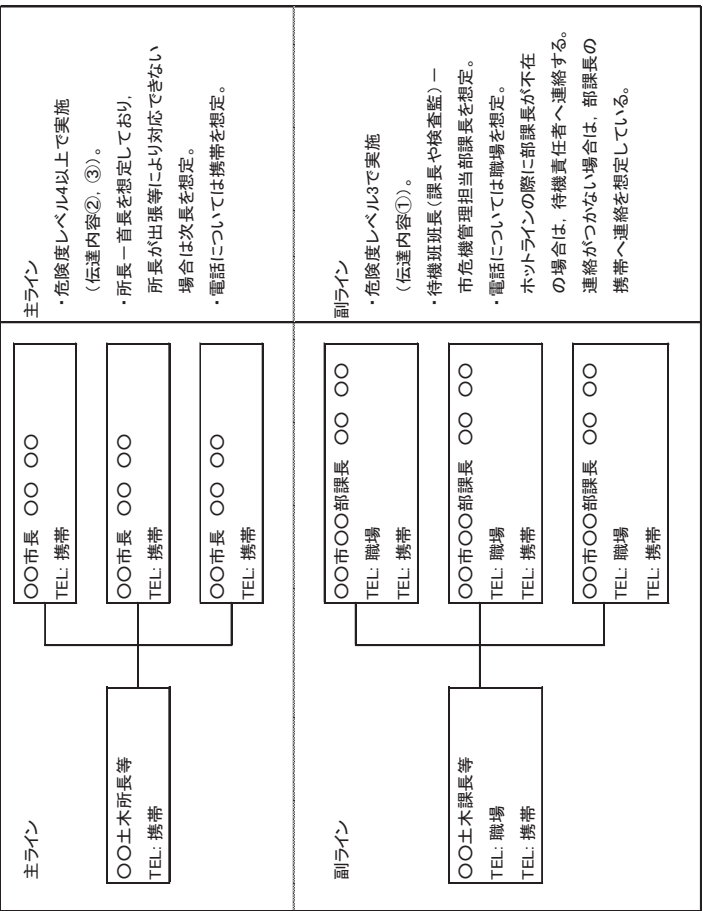 主ライン
〇〇土木所長等
TEL: 携帯
〇〇市長 〇〇 〇〇
TEL: 携帯
〇〇市長 〇〇 〇〇
TEL: 携帯
〇〇市長 〇〇 〇〇
TEL: 携帯
主ライン
・危険度レベル4以上で実施
（伝達内容②，③）。
・所長－首長を想定しており，
所長が出張等により対応できない
場合は次長を想定。
・電話については携帯を想定。
副ライン
〇〇土木課長等
TEL: 職場
TEL: 携帯
〇〇市〇〇部課長 〇〇 〇〇
TEL: 職場
TEL: 携帯
〇〇市〇〇部課長 〇〇 〇〇
TEL: 職場
TEL: 携帯
〇〇市〇〇部課長 〇〇 〇〇
TEL: 職場
TEL: 携帯
副ライン
・危険度レベル3で実施
（伝達内容①）。
・待機班班長（課長や検査監）－
市危機管理担当部課長を想定。
・電話については職場を想定。
ホットラインの際に部課長が不在
の場合は，待機責任者へ連絡する。
連絡がつかない場合は，部課長の
携帯へ連絡を想定している。